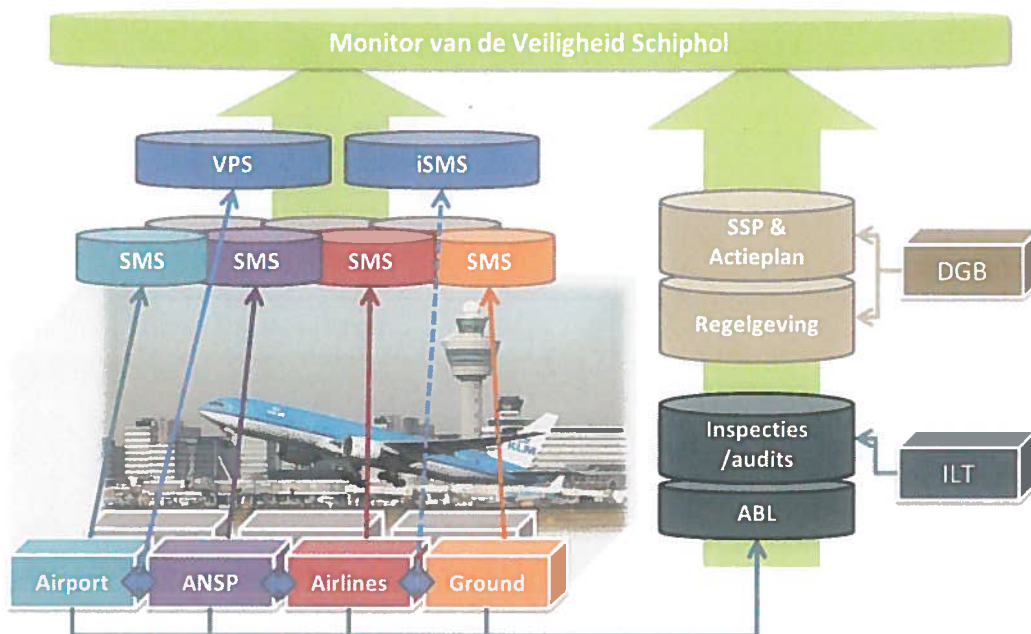 Monitor van de Veiligheid Schiphol
VPS
iSMS
SMS
SMS
SMS
SMS
SSP &
Actieplan
DGB
Regelgeving
KLM
Inspecties
/audits
ILT
ABL
Airport
ANSP
Airlines
Ground